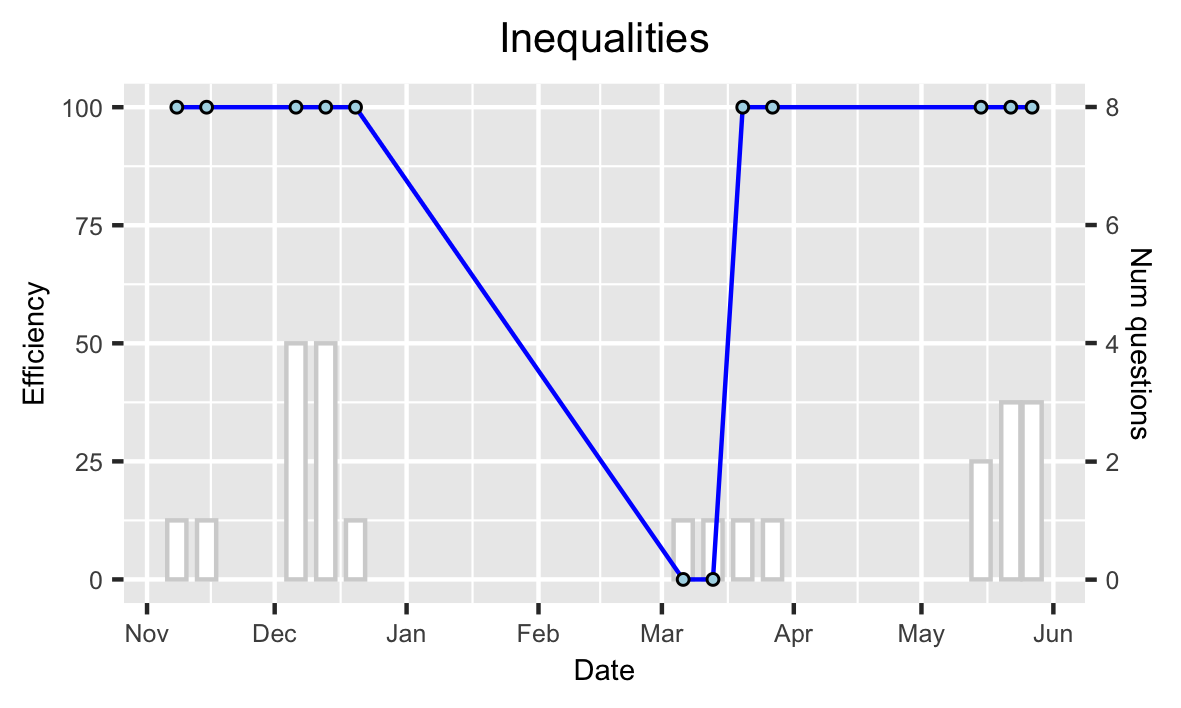 Inequalities
Efficiency
100
75
50
25
0
8
6
4
2
0
Num questions
Nov Dec Jan Feb Mar Apr May Jun
Date